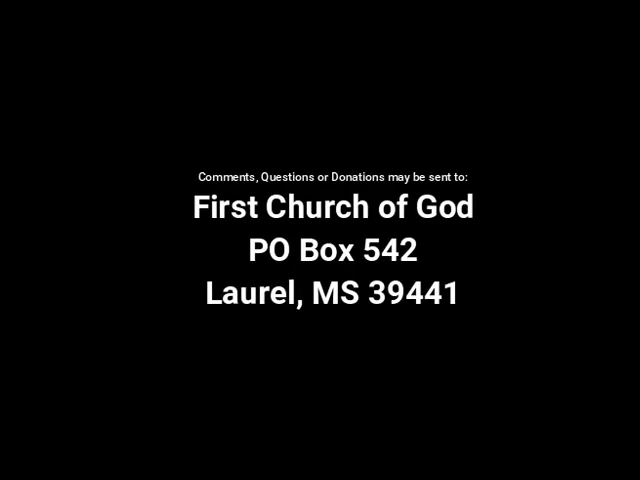 Comments, Questions or Donations may be sent to:
First Church of God
PO Box 542
Laurel, MS 39441